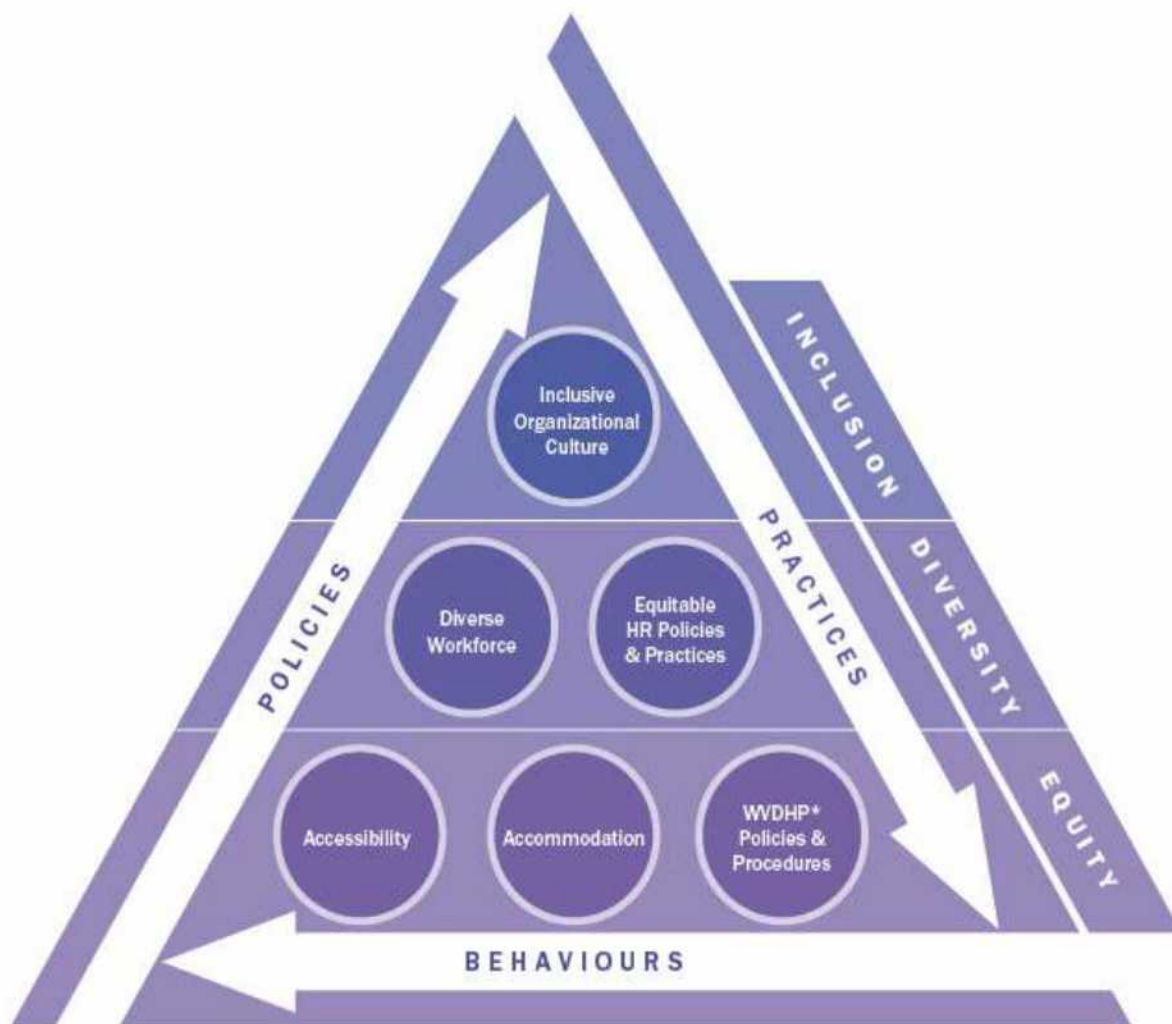 INCLUSION
Inclusive
Organizational
Culture
POLICIES
PRACTICES
DIVERSITY
Diverse
Workforce
Equitable
HR Policies
& Practices
EQUITY
Accessibility
Accommodation
WVDHP*
Policies &
Procedures
BEHAVIOURS